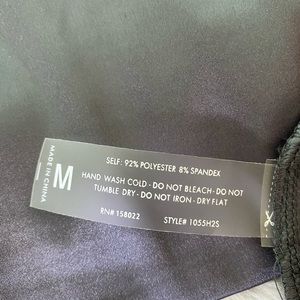 MADE IN CHINA
M
SELF: 92% POLYESTER 8% SPANDEX
HAND WASH COLD - DO NOT BLEACH - DO NOT
TUMBLE DRY - DO NOT IRON - DRY FLAT
RN# 158022 STYLE# 1055H2S